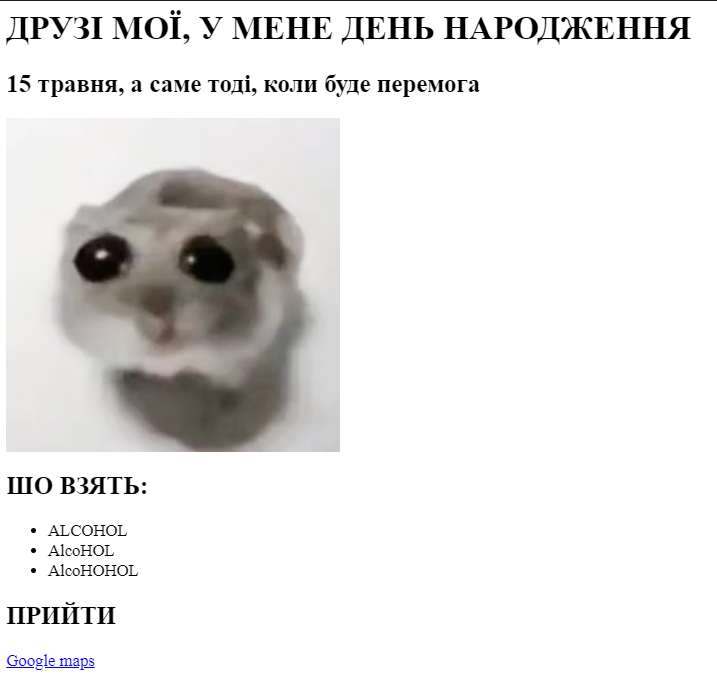 ДРУЗІ МОЇ, У МЕНЕ ДЕНЬ НАРОДЖЕННЯ
15 травня, а саме тоді, коли буде перемога
ШО ВЗЯТЬ:
ALCOHOL
AlcoHOL
AlcoHOHOL
ПРИЙТИ
Google maps